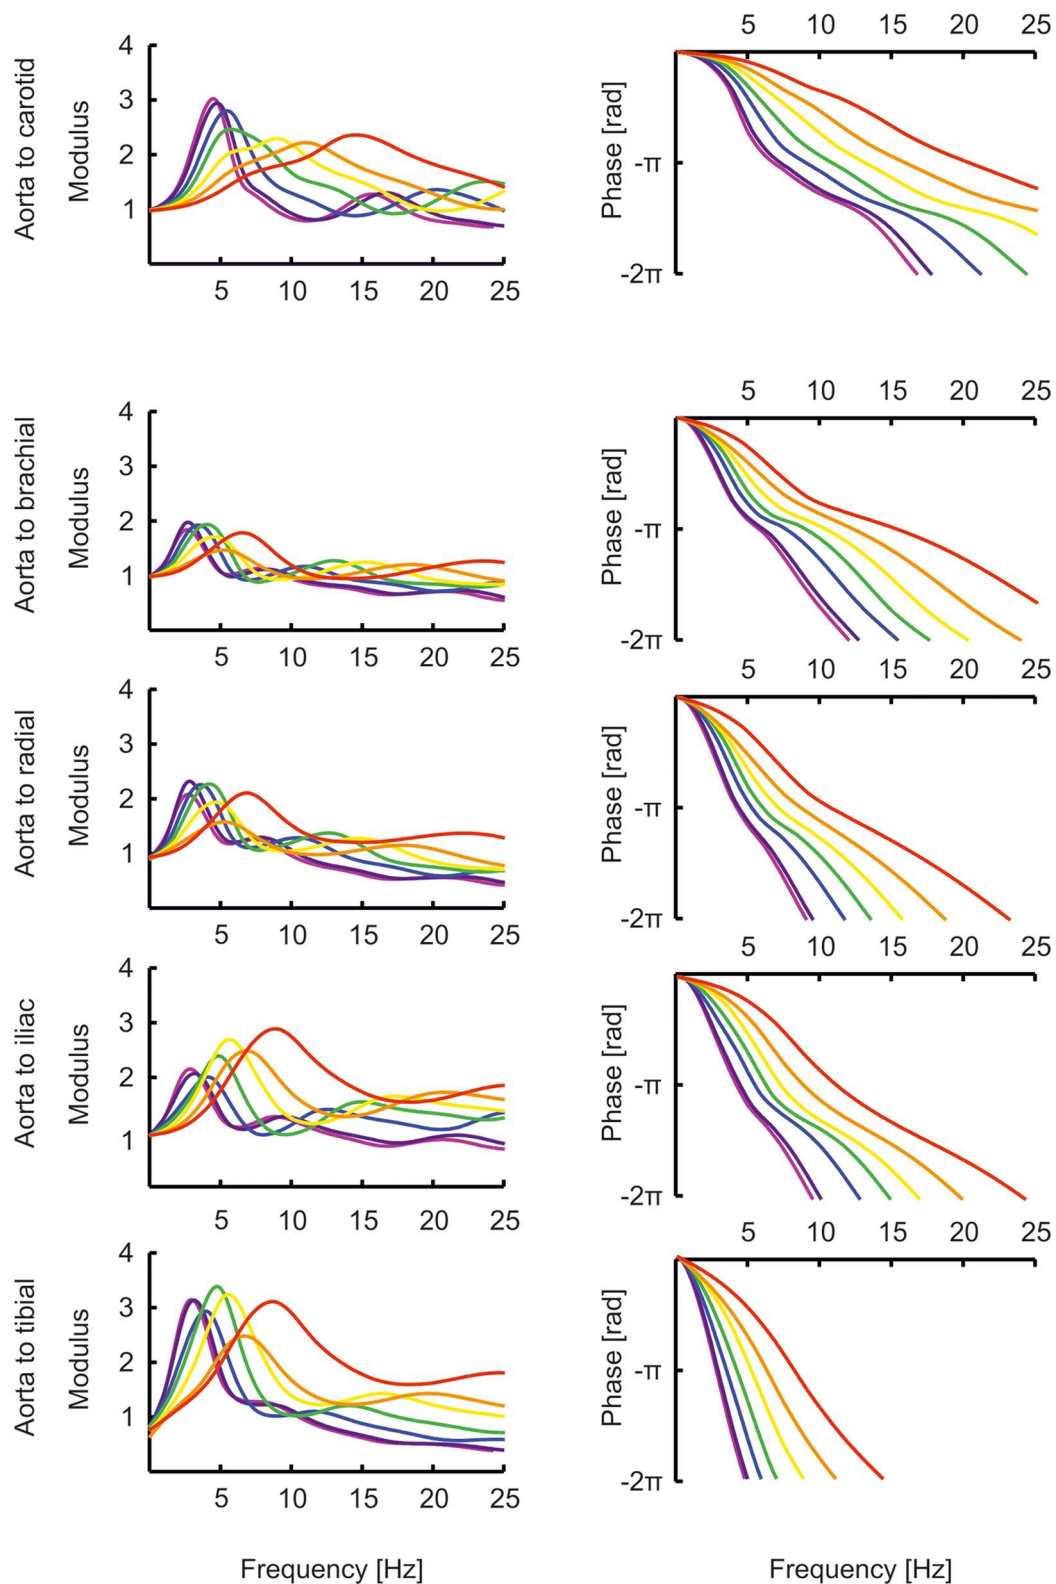 Aorta to carotid
Modulus
4
3
2
1
5 10 15 20 25
Phase [rad]
5 10 15 20 25
-π
-2π
Aorta to brachial
Modulus
4
3
2
1
5 10 15 20 25
Phase [rad]
5 10 15 20 25
-π
-2π
Aorta to radial
Modulus
4
3
2
1
5 10 15 20 25
Phase [rad]
5 10 15 20 25
-π
-2π
Aorta to iliac
Modulus
4
3
2
1
5 10 15 20 25
Phase [rad]
5 10 15 20 25
-π
-2π
Aorta to tibial
Modulus
4
3
2
1
5 10 15 20 25
Phase [rad]
5 10 15 20 25
-π
-2π
Frequency [Hz]
Frequency [Hz]